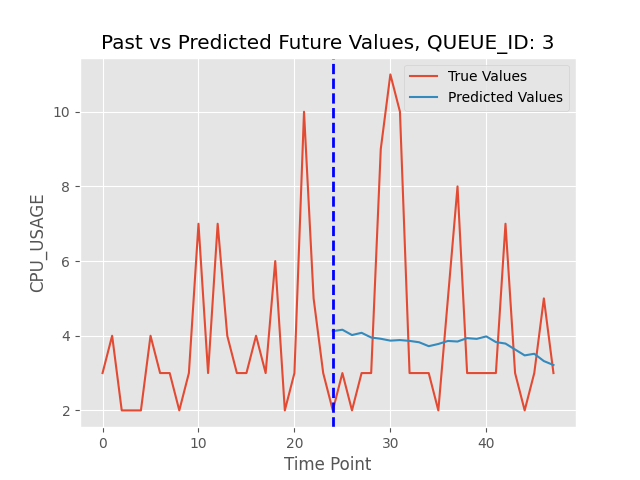 Past vs Predicted Future Values, QUEUE_ID: 3
True Values
Predicted Values
10
8
6
4
2
CPU_USAGE
0 10 20 30 40
Time Point